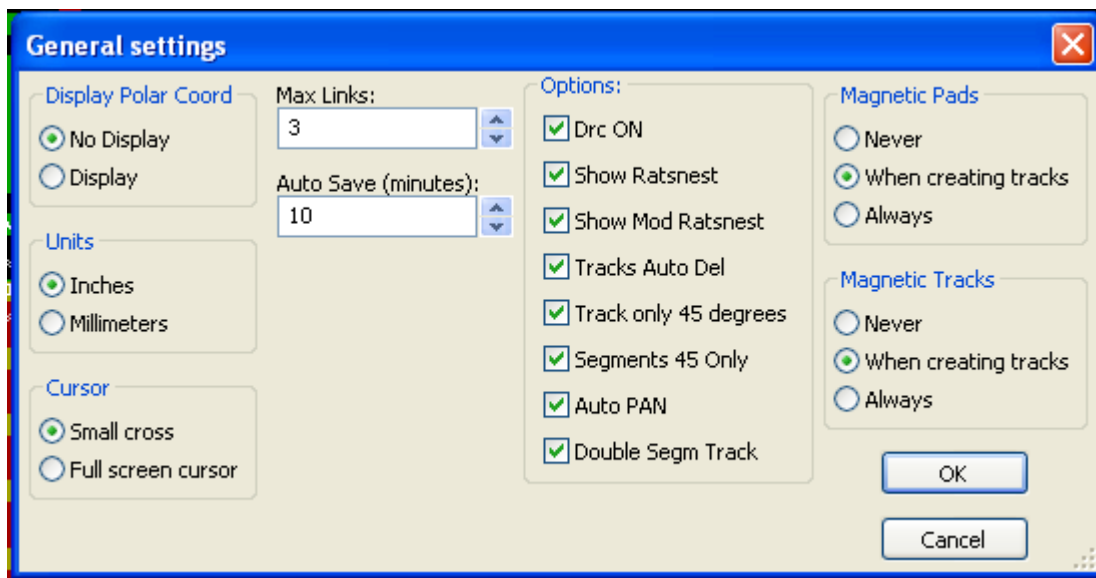 General settings
Display Polar Coord
No Display
Display
Units
Inches
Millimeters
Cursor
Small cross
Full screen cursor
Max Links:
3
Auto Save (minutes):
10
Options:
Drc ON
Show Ratsnest
Show Mod Ratsnest
Tracks Auto Del
Track only 45 degrees
Segments 45 Only
Auto PAN
Double Segm Track
Magnetic Pads
Never
When creating tracks
Always
Magnetic Tracks
Never
When creating tracks
Always
OK
Cancel